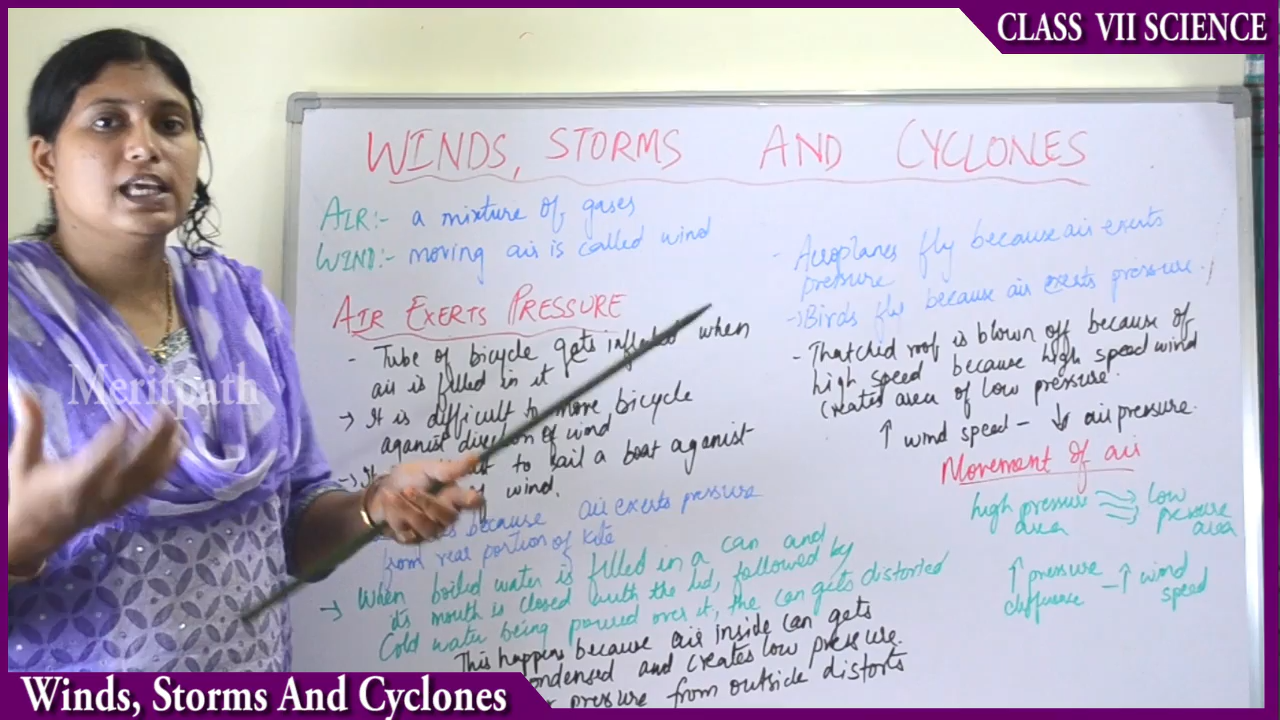 CLASS VII SCIENCE
WINDS, STORMS AND CYCLONES
AIR:- a mixture of gases
WIND:- moving air is called wind
AIR EXERTS PRESSURE
- Tube of bicycle gets inflated when
air is filled in it
→ It is difficult to move bicycle
aganist direction of wind
→ It to sail a boat aganist
of wind.
because air exerts pressure
from rear portion of kite
→ When boiled water is filled in a can and
its mouth is closed with the lid, followed by
Cold water being poured over it, the can gets distorted
This happens because air inside can gets
condensed and creates low pressure.
pressure from outside distorts
- Aeroplanes fly because air exerts
pressure
→ Birds fly because air exerts pressure.
- Thatched roof is blown off because of
high speed because high speed wind
creates area of low pressure.
↑ wind speed - ↓ air pressure.
Movement of air
high pressure area → low pressure area
↑ pressure difference - ↑ wind speed
Meritpath
Winds, Storms And Cyclones